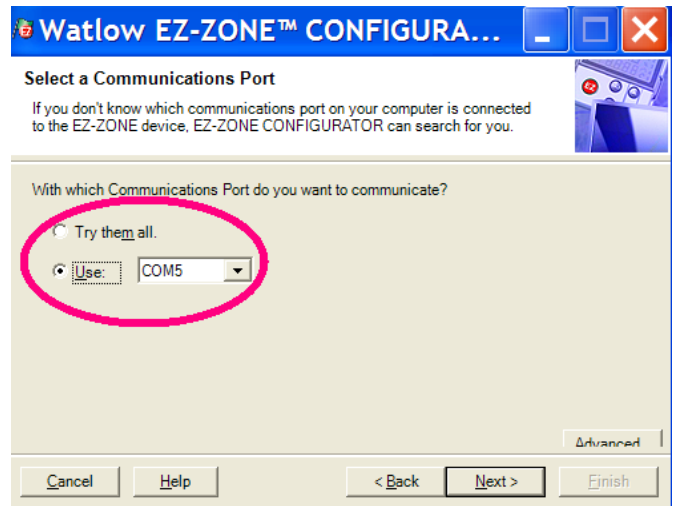 Watlow EZ-ZONE™ CONFIGURA...
Select a Communications Port
If you don't know which communications port on your computer is connected
to the EZ-ZONE device, EZ-ZONE CONFIGURATOR can search for you.
With which Communications Port do you want to communicate?
Try them all.
Use: COM5
Advanced
Cancel Help < Back Next > Finish